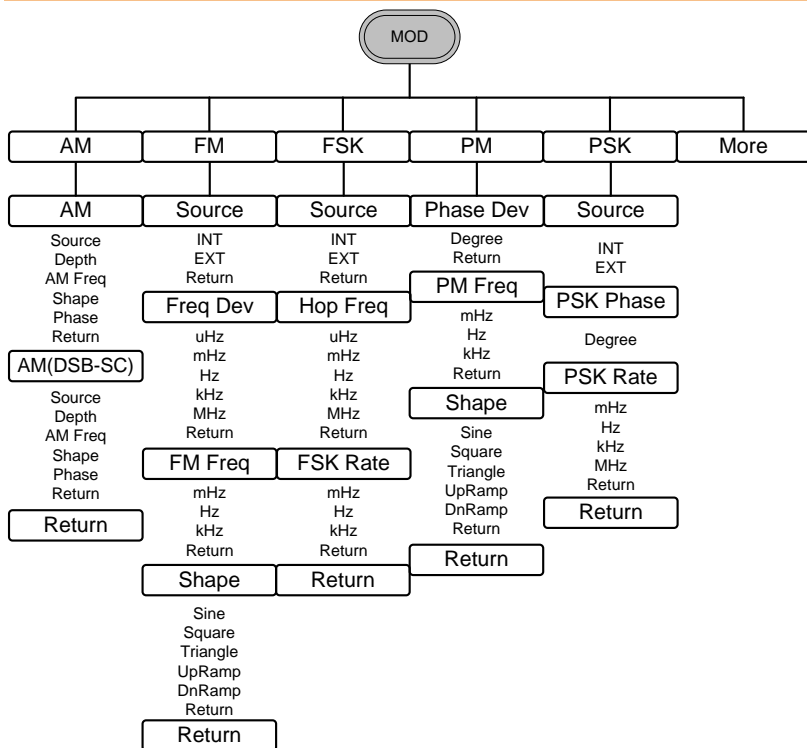 MOD
AM
FM
FSK
PM
PSK
More
AM
Source
Depth
AM Freq
Shape
Phase
Return
AM(DSB-SC)
Source
Depth
AM Freq
Shape
Phase
Return
Return
Source
INT
EXT
Return
Freq Dev
uHz
mHz
Hz
kHz
MHz
Return
FM Freq
mHz
Hz
kHz
Return
Shape
Sine
Square
Triangle
UpRamp
DnRamp
Return
Return
Source
INT
EXT
Return
Hop Freq
uHz
mHz
Hz
kHz
MHz
Return
FSK Rate
mHz
Hz
kHz
Return
Return
Phase Dev
Degree
Return
PM Freq
mHz
Hz
kHz
Return
Shape
Sine
Square
Triangle
UpRamp
DnRamp
Return
Return
Source
INT
EXT
PSK Phase
Degree
PSK Rate
mHz
Hz
kHz
MHz
Return
Return